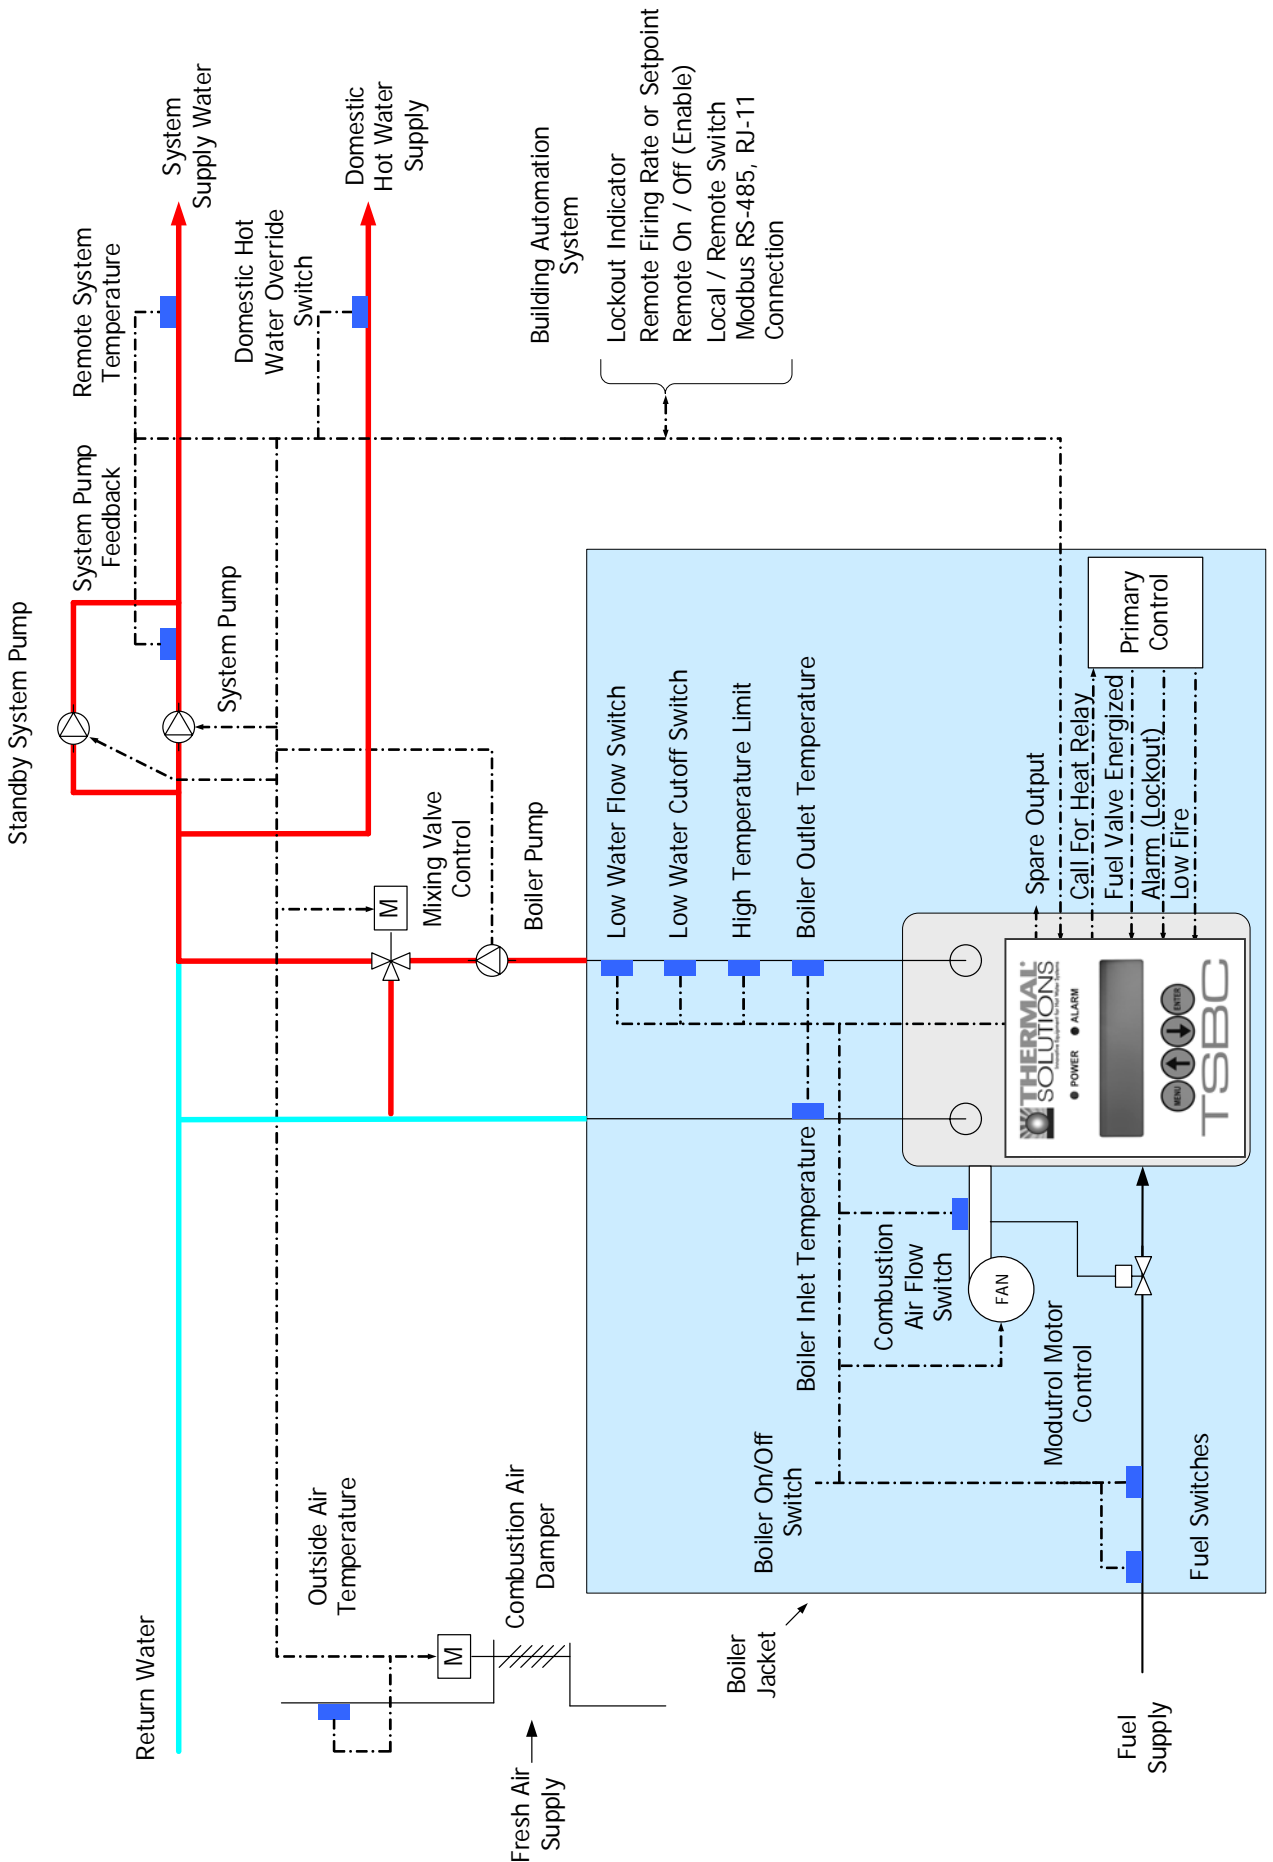 Return Water
Standby System Pump
System Pump
Feedback
Remote System
Temperature
System
Supply Water
System Pump
Domestic Hot
Water Override
Switch
Domestic
Hot Water
Supply
Outside Air
Temperature
M
Mixing Valve
Control
M
Combustion Air
Damper
Fresh Air
Supply
Boiler Pump
Building Automation
System
Lockout Indicator
Remote Firing Rate or Setpoint
Remote On / Off (Enable)
Local / Remote Switch
Modbus RS-485, RJ-11
Connection
Low Water Flow Switch
Low Water Cutoff Switch
High Temperature Limit
Boiler Outlet Temperature
Boiler
Jacket
Boiler On/Off
Switch
Boiler Inlet Temperature
Combustion
Air Flow
Switch
FAN
Modutrol Motor
Control
Spare Output
Call For Heat Relay
Fuel Valve Energized
Alarm (Lockout)
Low Fire
Primary
Control
THERMAL®
SOLUTIONS
Innovative Equipment for Hot Water Systems
POWER
ALARM
MENU
ENTER
TSBC
Fuel Switches
Fuel
Supply